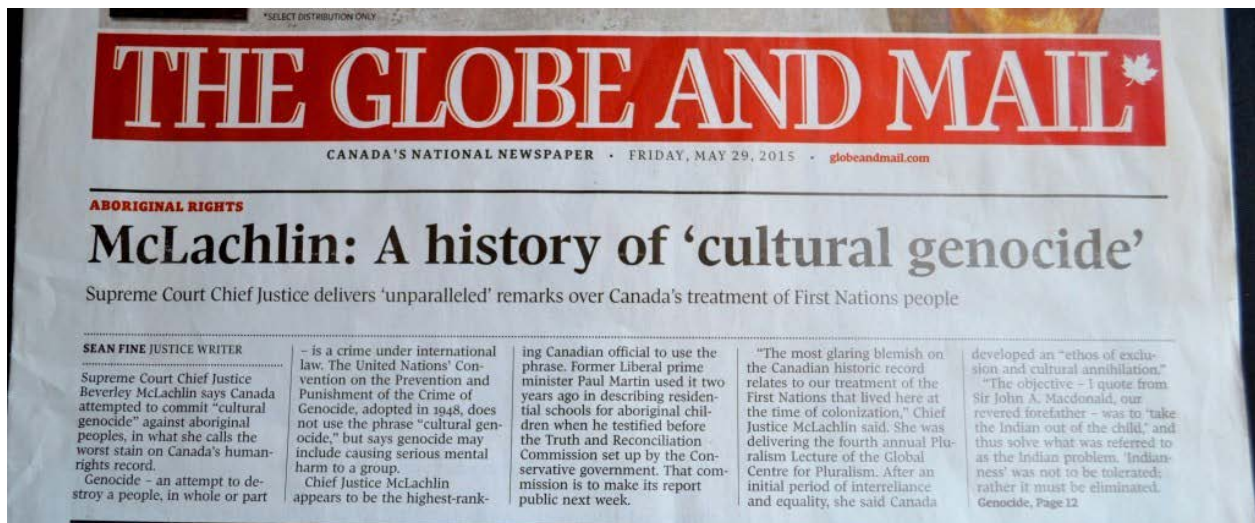 *SELECT DISTRIBUTION ONLY
THE GLOBE AND MAIL*
CANADA'S NATIONAL NEWSPAPER · FRIDAY, MAY 29, 2015 · globeandmail.com
ABORIGINAL RIGHTS
McLachlin: A history of ‘cultural genocide’
Supreme Court Chief Justice delivers ‘unparalleled’ remarks over Canada's treatment of First Nations people
SEAN FINE JUSTICE WRITER
Supreme Court Chief Justice
Beverley McLachlin says Canada
attempted to commit “cultural
genocide” against aboriginal
peoples, in what she calls the
worst stain on Canada's human-
rights record.
Genocide – an attempt to de-
stroy a people, in whole or part
– is a crime under international
law. The United Nations' Con-
vention on the Prevention and
Punishment of the Crime of
Genocide, adopted in 1948, does
not use the phrase “cultural gen-
ocide,” but says genocide may
include causing serious mental
harm to a group.
Chief Justice McLachlin
appears to be the highest-rank-
ing Canadian official to use the
phrase. Former Liberal prime
minister Paul Martin used it two
years ago in describing residen-
tial schools for aboriginal chil-
dren when he testified before
the Truth and Reconciliation
Commission set up by the Con-
servative government. That com-
mission is to make its report
public next week.
“The most glaring blemish on
the Canadian historic record
relates to our treatment of the
First Nations that lived here at
the time of colonization,” Chief
Justice McLachlin said. She was
delivering the fourth annual Plu-
ralism Lecture of the Global
Centre for Pluralism. After an
initial period of interreliance
and equality, she said Canada
developed an “ethos of exclu-
sion and cultural annihilation.”
“The objective – I quote from
Sir John A. Macdonald, our
revered forefather – was to ‘take
the Indian out of the child,’ and
thus solve what was referred to
as the Indian problem. ‘Indian-
ness’ was not to be tolerated;
rather it must be eliminated.
Genocide, Page 12